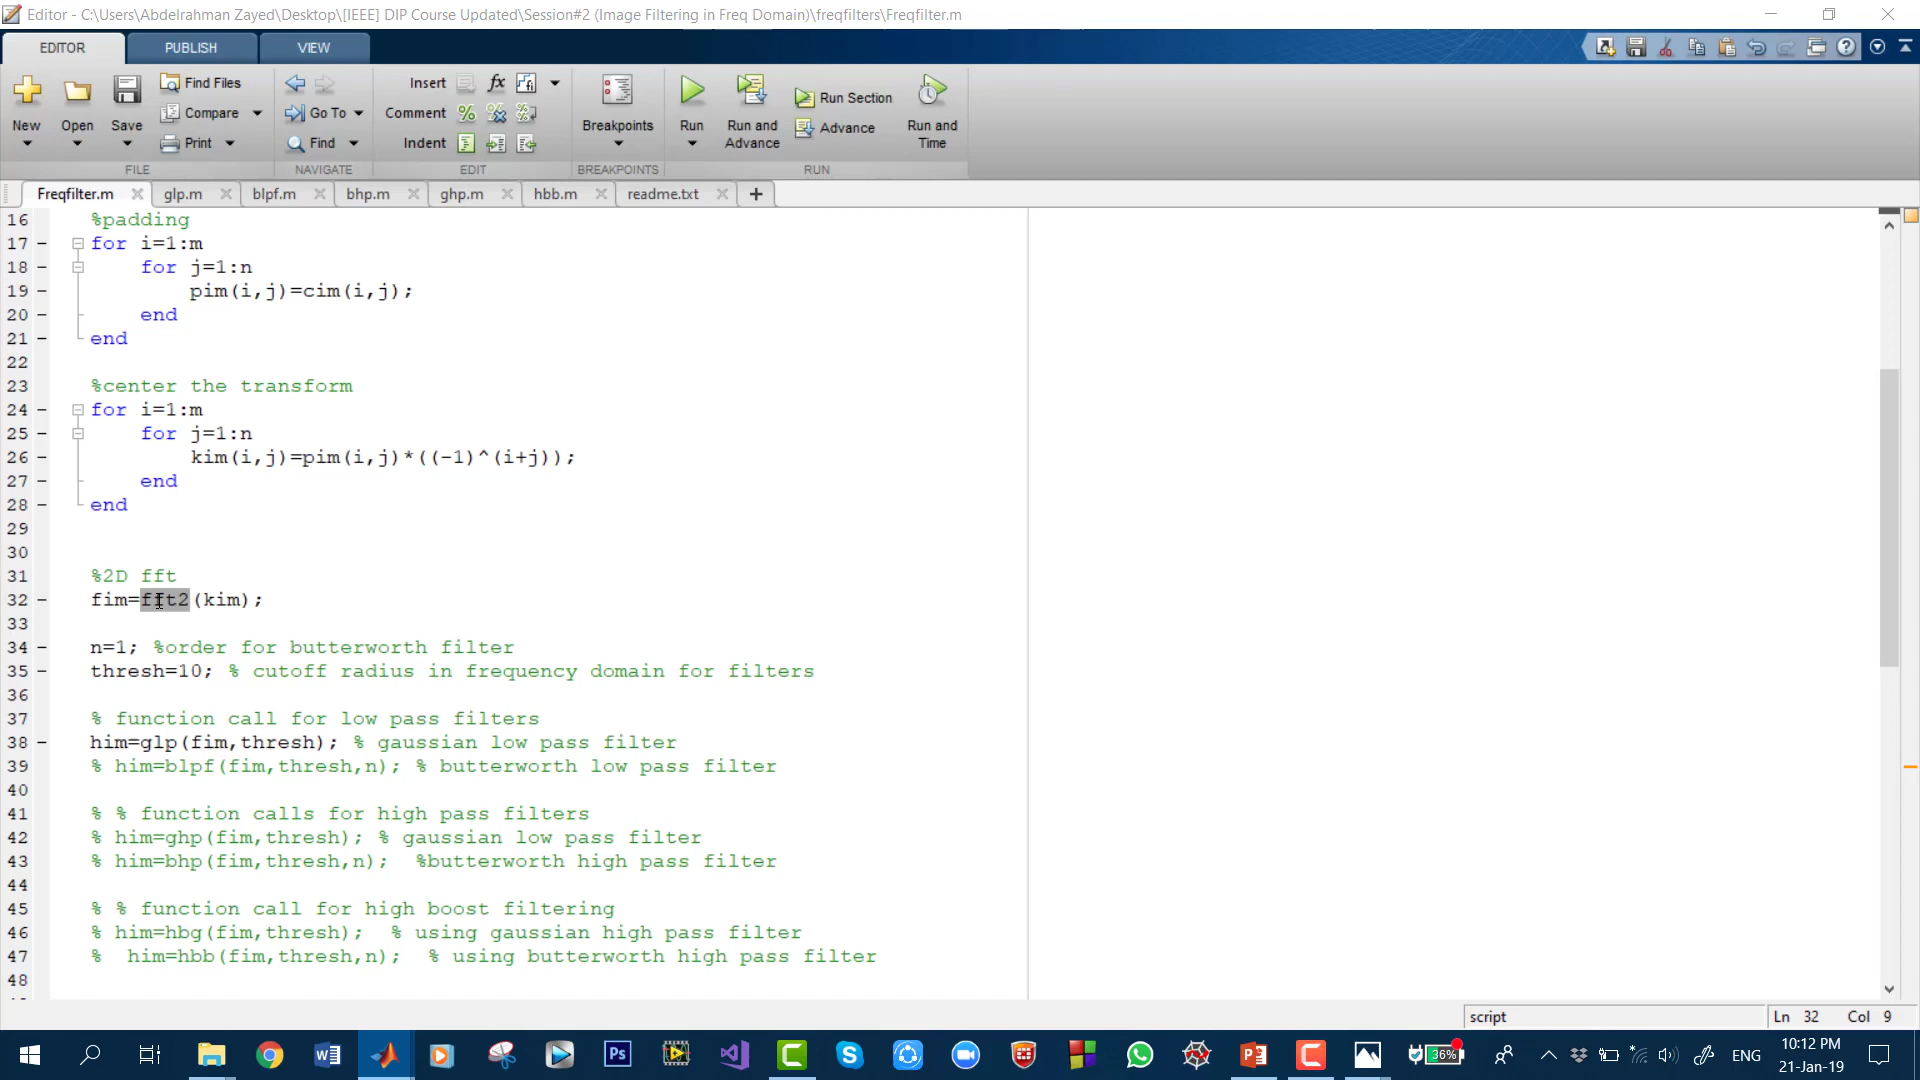 Editor - C:\Users\Abdelrahman Zayed\Desktop\[IEEE] DIP Course Updated\Session#2 (Image Filtering in Freq Domain)\freqfilters\Freqfilter.m
EDITOR PUBLISH VIEW
New Open Save Find Files Compare Print Go To Find Insert fx Comment % Indent Breakpoints Run Run and Advance Run Section Advance Run and Time
FILE NAVIGATE EDIT BREAKPOINTS RUN
Freqfilter.m glp.m blpf.m bhp.m ghp.m hbb.m readme.txt +
16 %padding
17 - for i=1:m
18 - for j=1:n
19 - pim(i,j)=cim(i,j);
20 - end
21 - end
22
23 %center the transform
24 - for i=1:m
25 - for j=1:n
26 - kim(i,j)=pim(i,j)*((-1)^(i+j));
27 - end
28 - end
29
30
31 %2D fft
32 - fim=fft2(kim);
33
34 - n=1; %order for butterworth filter
35 - thresh=10; % cutoff radius in frequency domain for filters
36
37 % function call for low pass filters
38 - him=glp(fim,thresh); % gaussian low pass filter
39 % him=blpf(fim,thresh,n); % butterworth low pass filter
40
41 % % function calls for high pass filters
42 % him=ghp(fim,thresh); % gaussian low pass filter
43 % him=bhp(fim,thresh,n); %butterworth high pass filter
44
45 % % function call for high boost filtering
46 % him=hbg(fim,thresh); % using gaussian high pass filter
47 % him=hbb(fim,thresh,n); % using butterworth high pass filter
48
script Ln 32 Col 9
36% ENG 10:12 PM
21-Jan-19